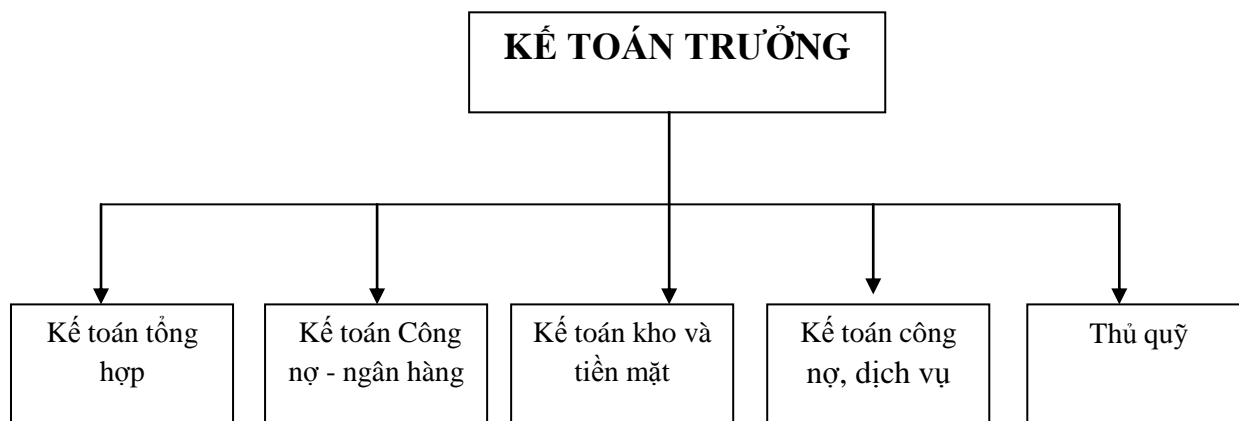 KẾ TOÁN TRƯỞNG
Kế toán tổng
hợp
Kế toán Công
nợ - ngân hàng
Kế toán kho và
tiền mặt
Kế toán công
nợ, dịch vụ
Thủ quỹ